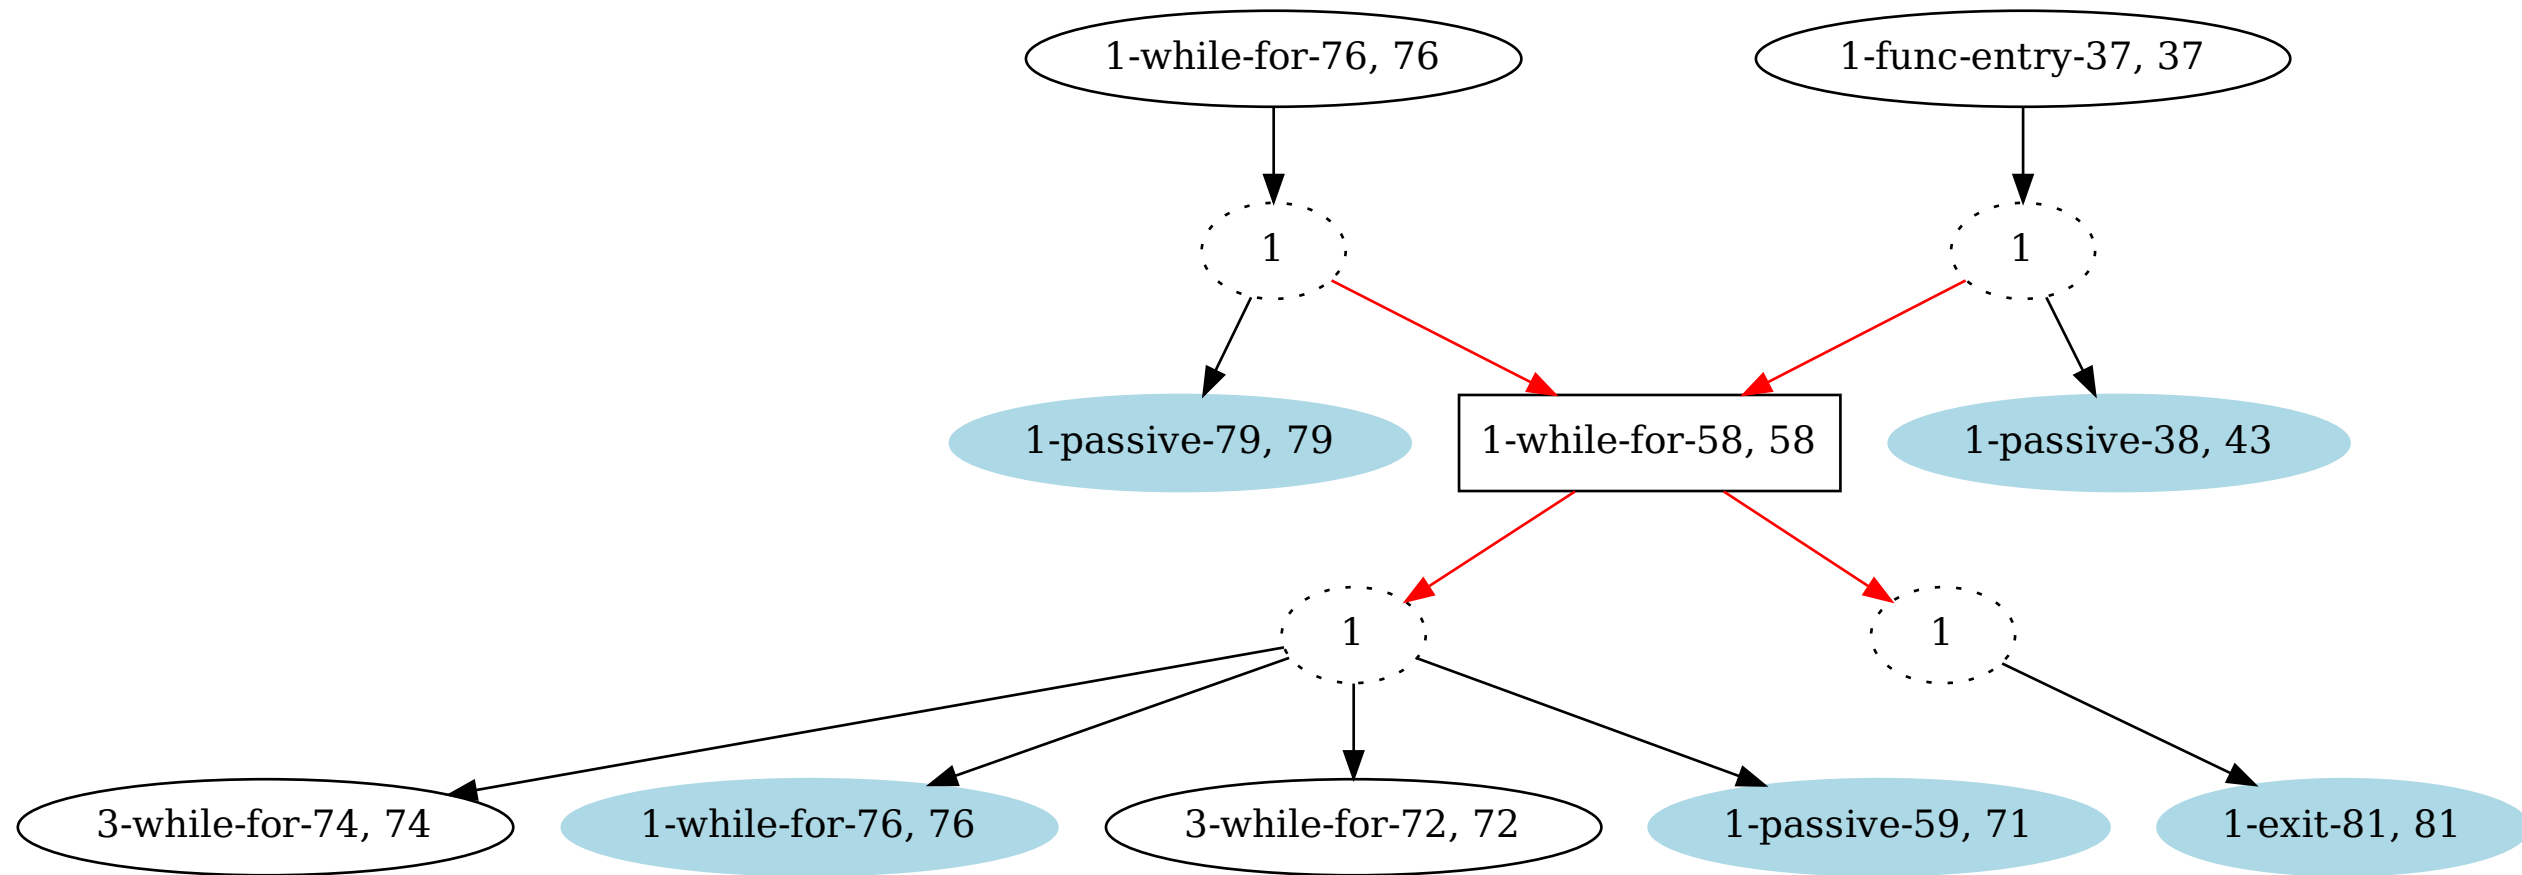 1-while-for-76, 76
1-func-entry-37, 37
1
1
1-passive-79, 79
1-while-for-58, 58
1-passive-38, 43
1
1
3-while-for-74, 74
1-while-for-76, 76
3-while-for-72, 72
1-passive-59, 71
1-exit-81, 81